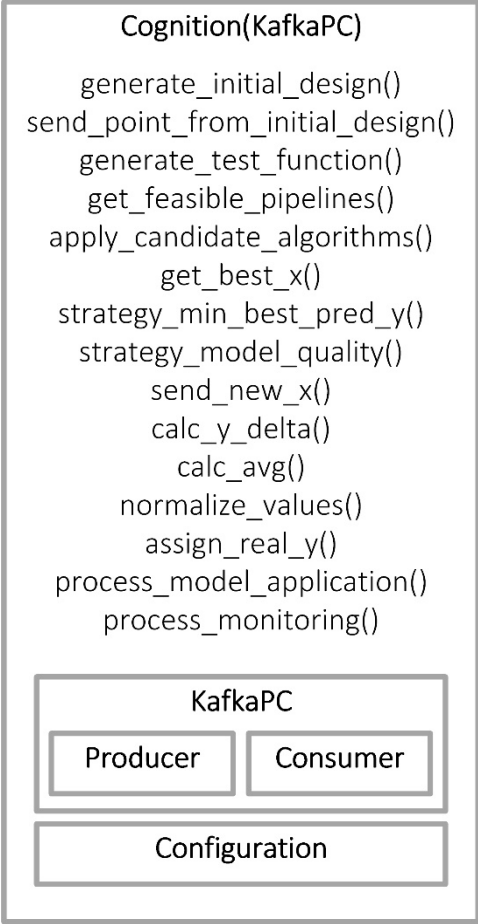 Cognition(KafkaPC)
generate_initial_design()
send_point_from_initial_design()
generate_test_function()
get_feasible_pipelines()
apply_candidate_algorithms()
get_best_x()
strategy_min_best_pred_y()
strategy_model_quality()
send_new_x()
calc_y_delta()
calc_avg()
normalize_values()
assign_real_y()
process_model_application()
process_monitoring()
KafkaPC
Producer Consumer
Configuration